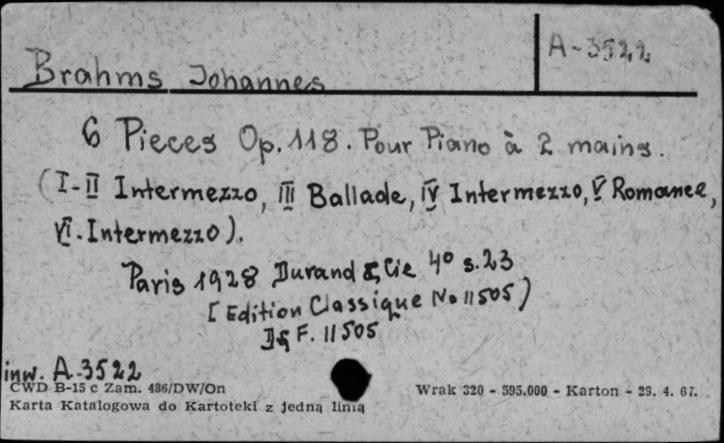 A-3522
Brahms Johannes
6 Pieces Op. 118. Pour Piano à 2 mains.
(I-II Intermezzo, III Ballade, IV Intermezzo, V Romance,
VI. Intermezzo).
Paris 1928 Durand & Cie 4° s. 23
[Edition Classique No 11505)
D & F. 11505
inw. A-3522
CWD B-15 c Zam. 486/DW/On
Wrak 320 - 595.000 - Karton - 29. 4. 67.
Karta Katalogowa do Kartoteki z jedną linią